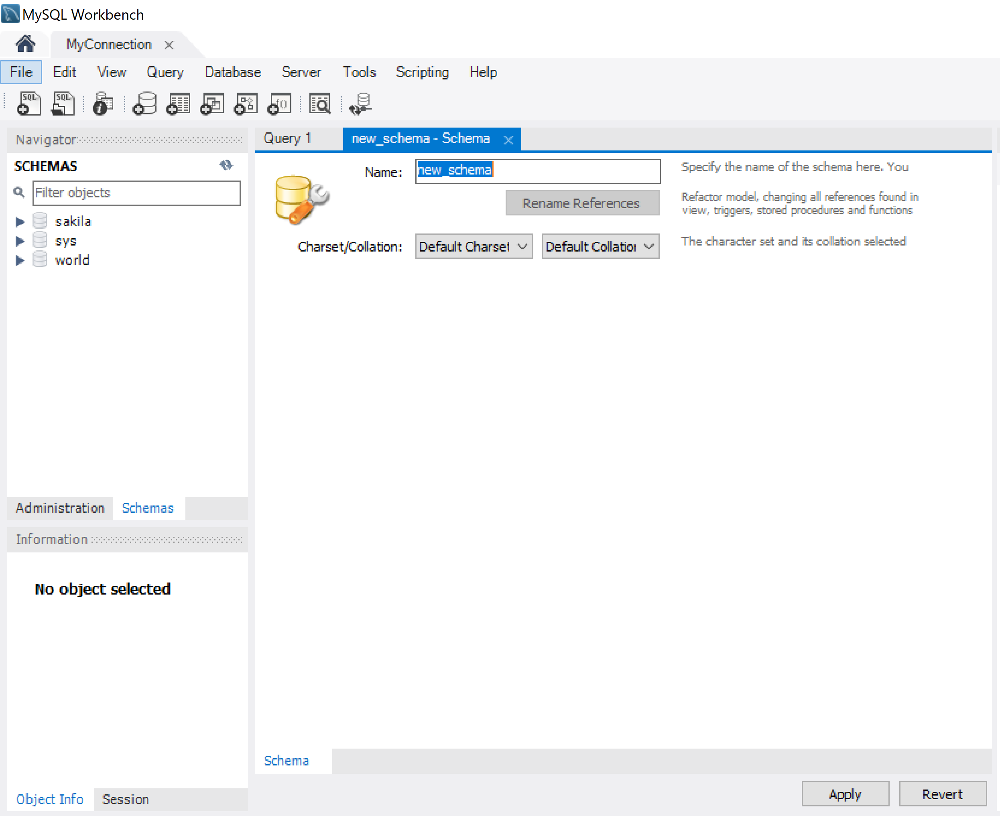 MySQL Workbench
MyConnection
File Edit View Query Database Server Tools Scripting Help
SQL SQL f()
Navigator
SCHEMAS
Filter objects
sakila
sys
world
Administration Schemas
Information
No object selected
Object Info Session
Query 1 new_schema - Schema
Name: new_schema
Specify the name of the schema here. You
Rename References
Refactor model, changing all references found in
view, triggers, stored procedures and functions
Charset/Collation: Default Charset Default Collation
The character set and its collation selected
Schema
Apply Revert